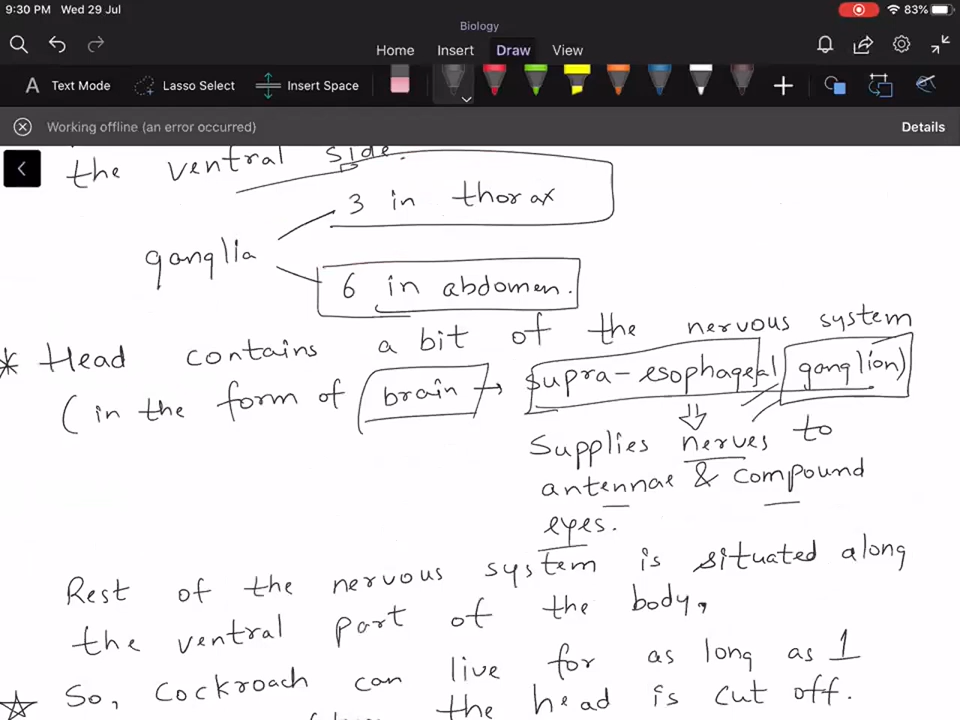 9:30 PM Wed 29 Jul
83%
Biology
Home Insert Draw View
Text Mode Lasso Select Insert Space
Working offline (an error occurred) Details
the ventral side.
3 in thorax
ganglia
6 in abdomen.
* Head contains a bit of the nervous system
(in the form of brain → supra-esophageal ganglion)
Supplies nerves to
antennae & compound
eyes.
Rest of the nervous system is situated along
the ventral part of the body,
So, cockroach can live for as long as 1
the head is cut off.